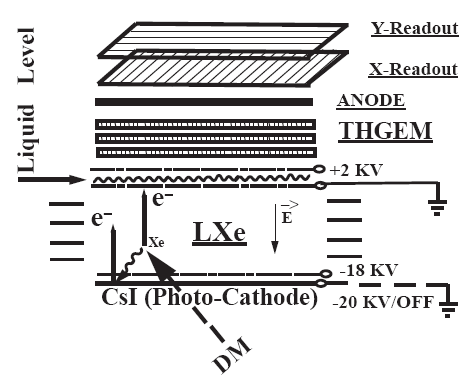 Y-Readout
X-Readout
ANODE
THGEM
Liquid Level
+2 KV
e-
e-
LXe
-->
E
Xe
-18 KV
CsI (Photo-Cathode)
-20 KV/OFF
DM